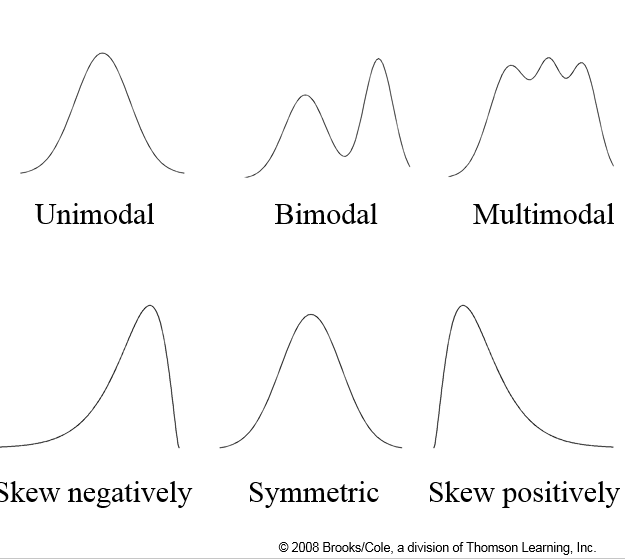 Unimodal Bimodal Multimodal
Skew negatively Symmetric Skew positively
© 2008 Brooks/Cole, a division of Thomson Learning, Inc.